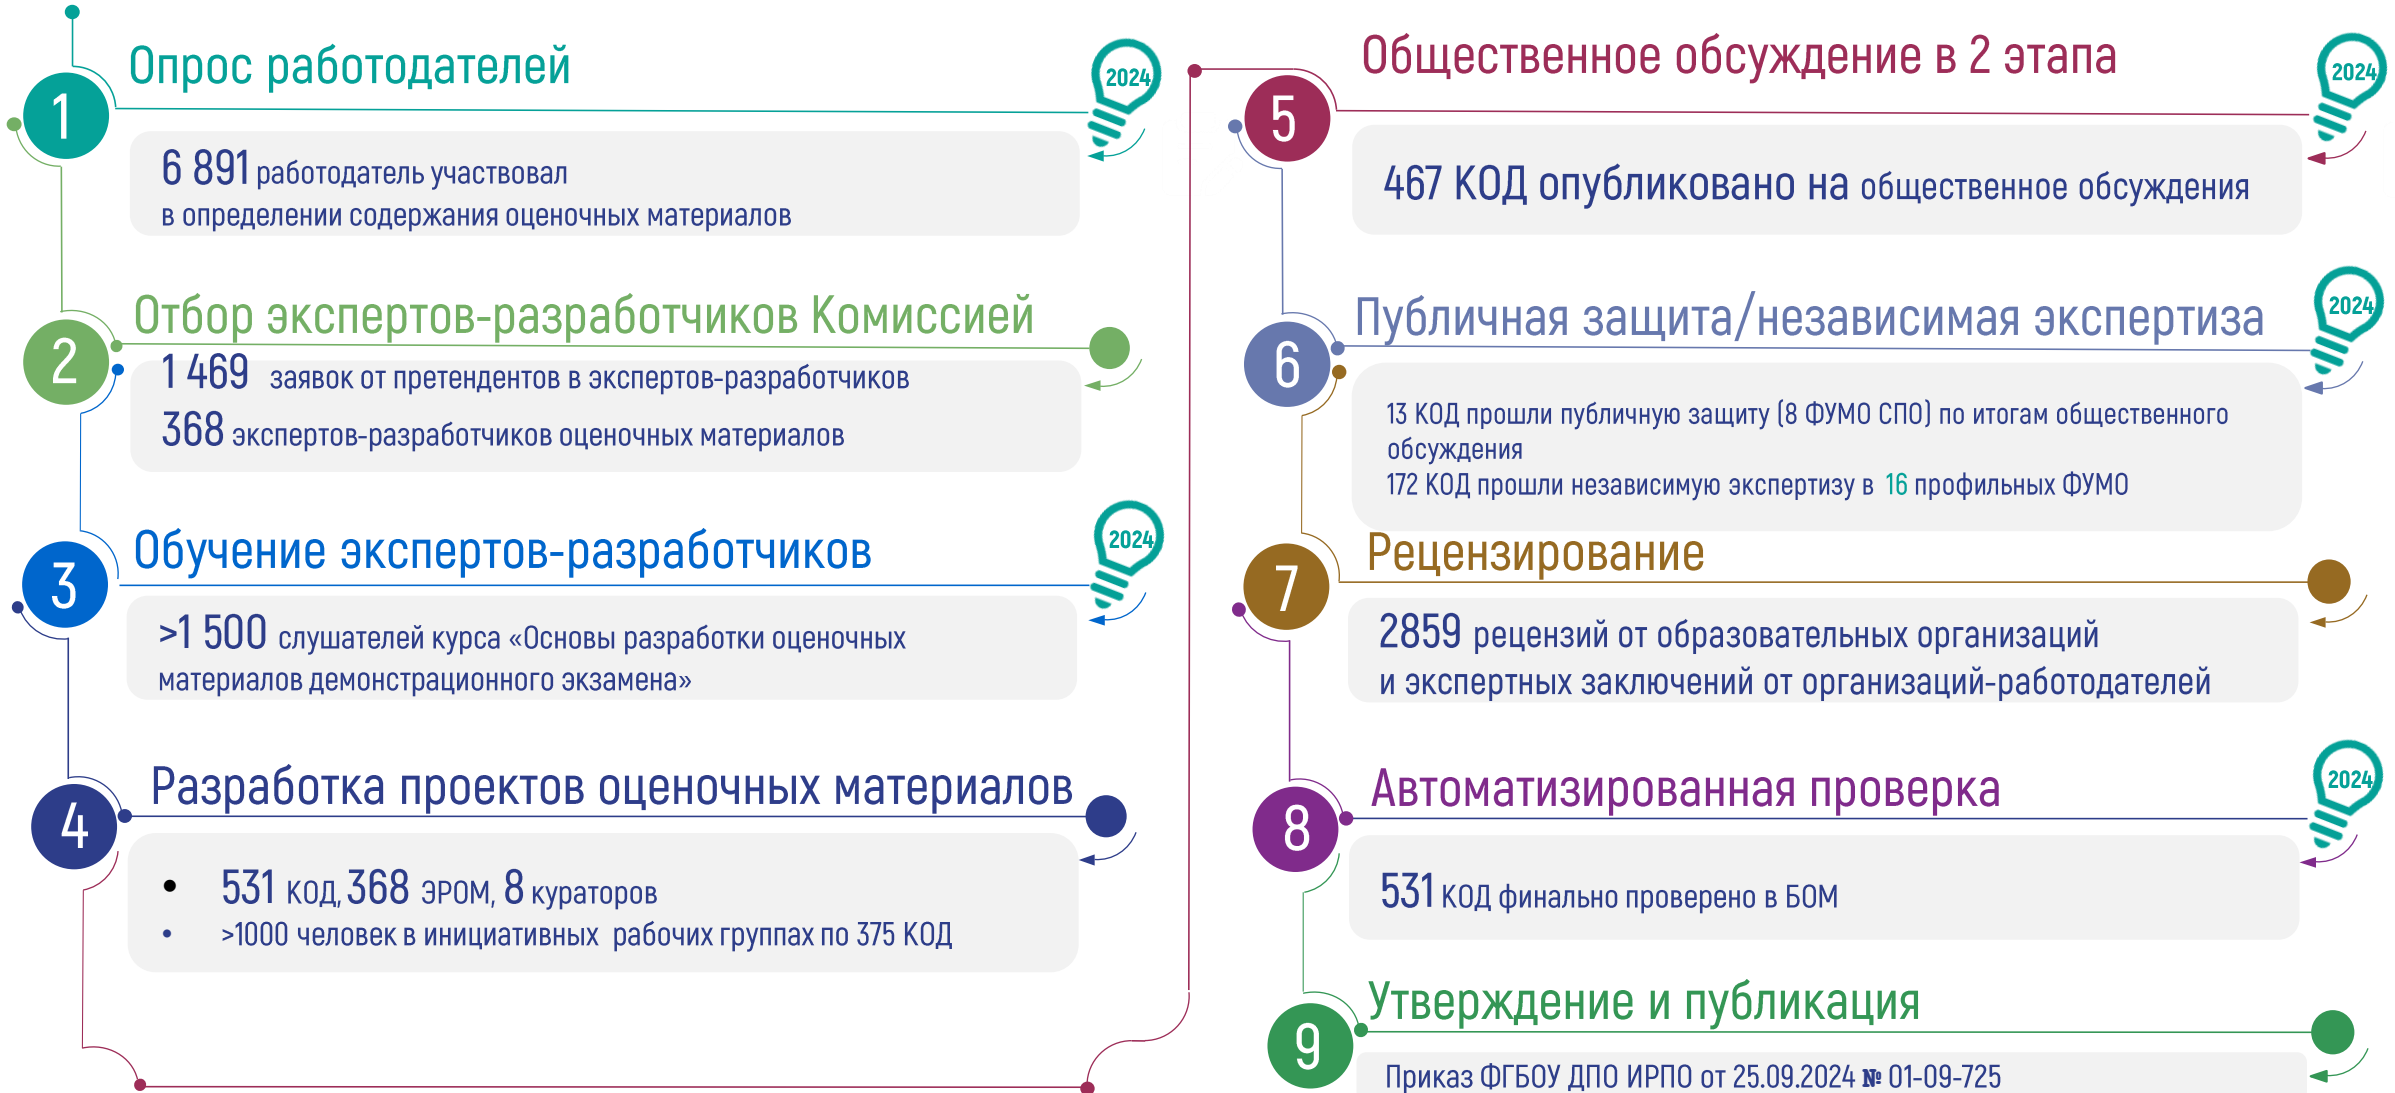 1
Опрос работодателей
2024
6 891 работодатель участвовал
в определении содержания оценочных материалов
2
Отбор экспертов-разработчиков Комиссией
1 469 заявок от претендентов в экспертов-разработчиков
368 экспертов-разработчиков оценочных материалов
3
Обучение экспертов-разработчиков
2024
>1 500 слушателей курса «Основы разработки оценочных
материалов демонстрационного экзамена»
4
Разработка проектов оценочных материалов
• 531 КОД, 368 ЭРОМ, 8 кураторов
• >1000 человек в инициативных рабочих группах по 375 КОД
5
Общественное обсуждение в 2 этапа
2024
467 КОД опубликовано на общественное обсуждения
6
Публичная защита/независимая экспертиза
2024
13 КОД прошли публичную защиту (8 ФУМО СПО) по итогам общественного
обсуждения
172 КОД прошли независимую экспертизу в 16 профильных ФУМО
7
Рецензирование
2859 рецензий от образовательных организаций
и экспертных заключений от организаций-работодателей
8
Автоматизированная проверка
2024
531 КОД финально проверено в БОМ
9
Утверждение и публикация
Приказ ФГБОУ ДПО ИРПО от 25.09.2024 № 01-09-725